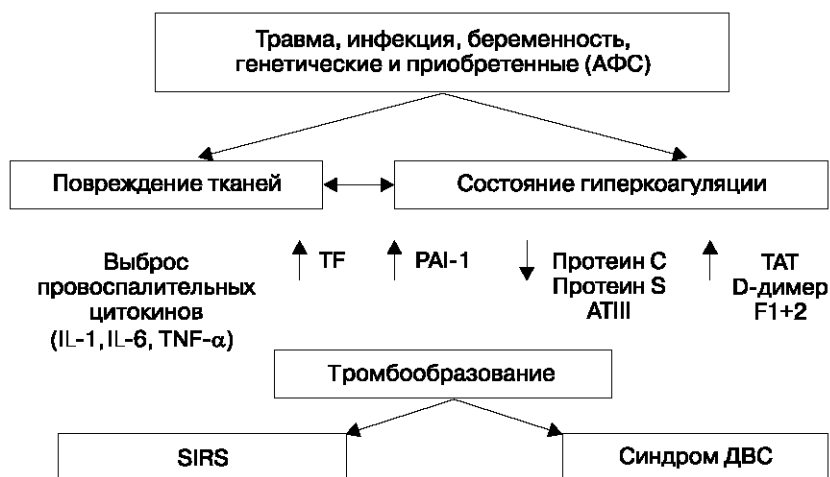 Травма, инфекция, беременность,
генетические и приобретенные (АФС)
Повреждение тканей
Состояние гиперкоагуляции
Выброс
провоспалительных
цитокинов
(IL-1, IL-6, TNF-α)
TF
PAI-1
Протеин C
Протеин S
ATIII
TAT
D-димер
F1+2
Тромбообразование
SIRS
Синдром ДВС